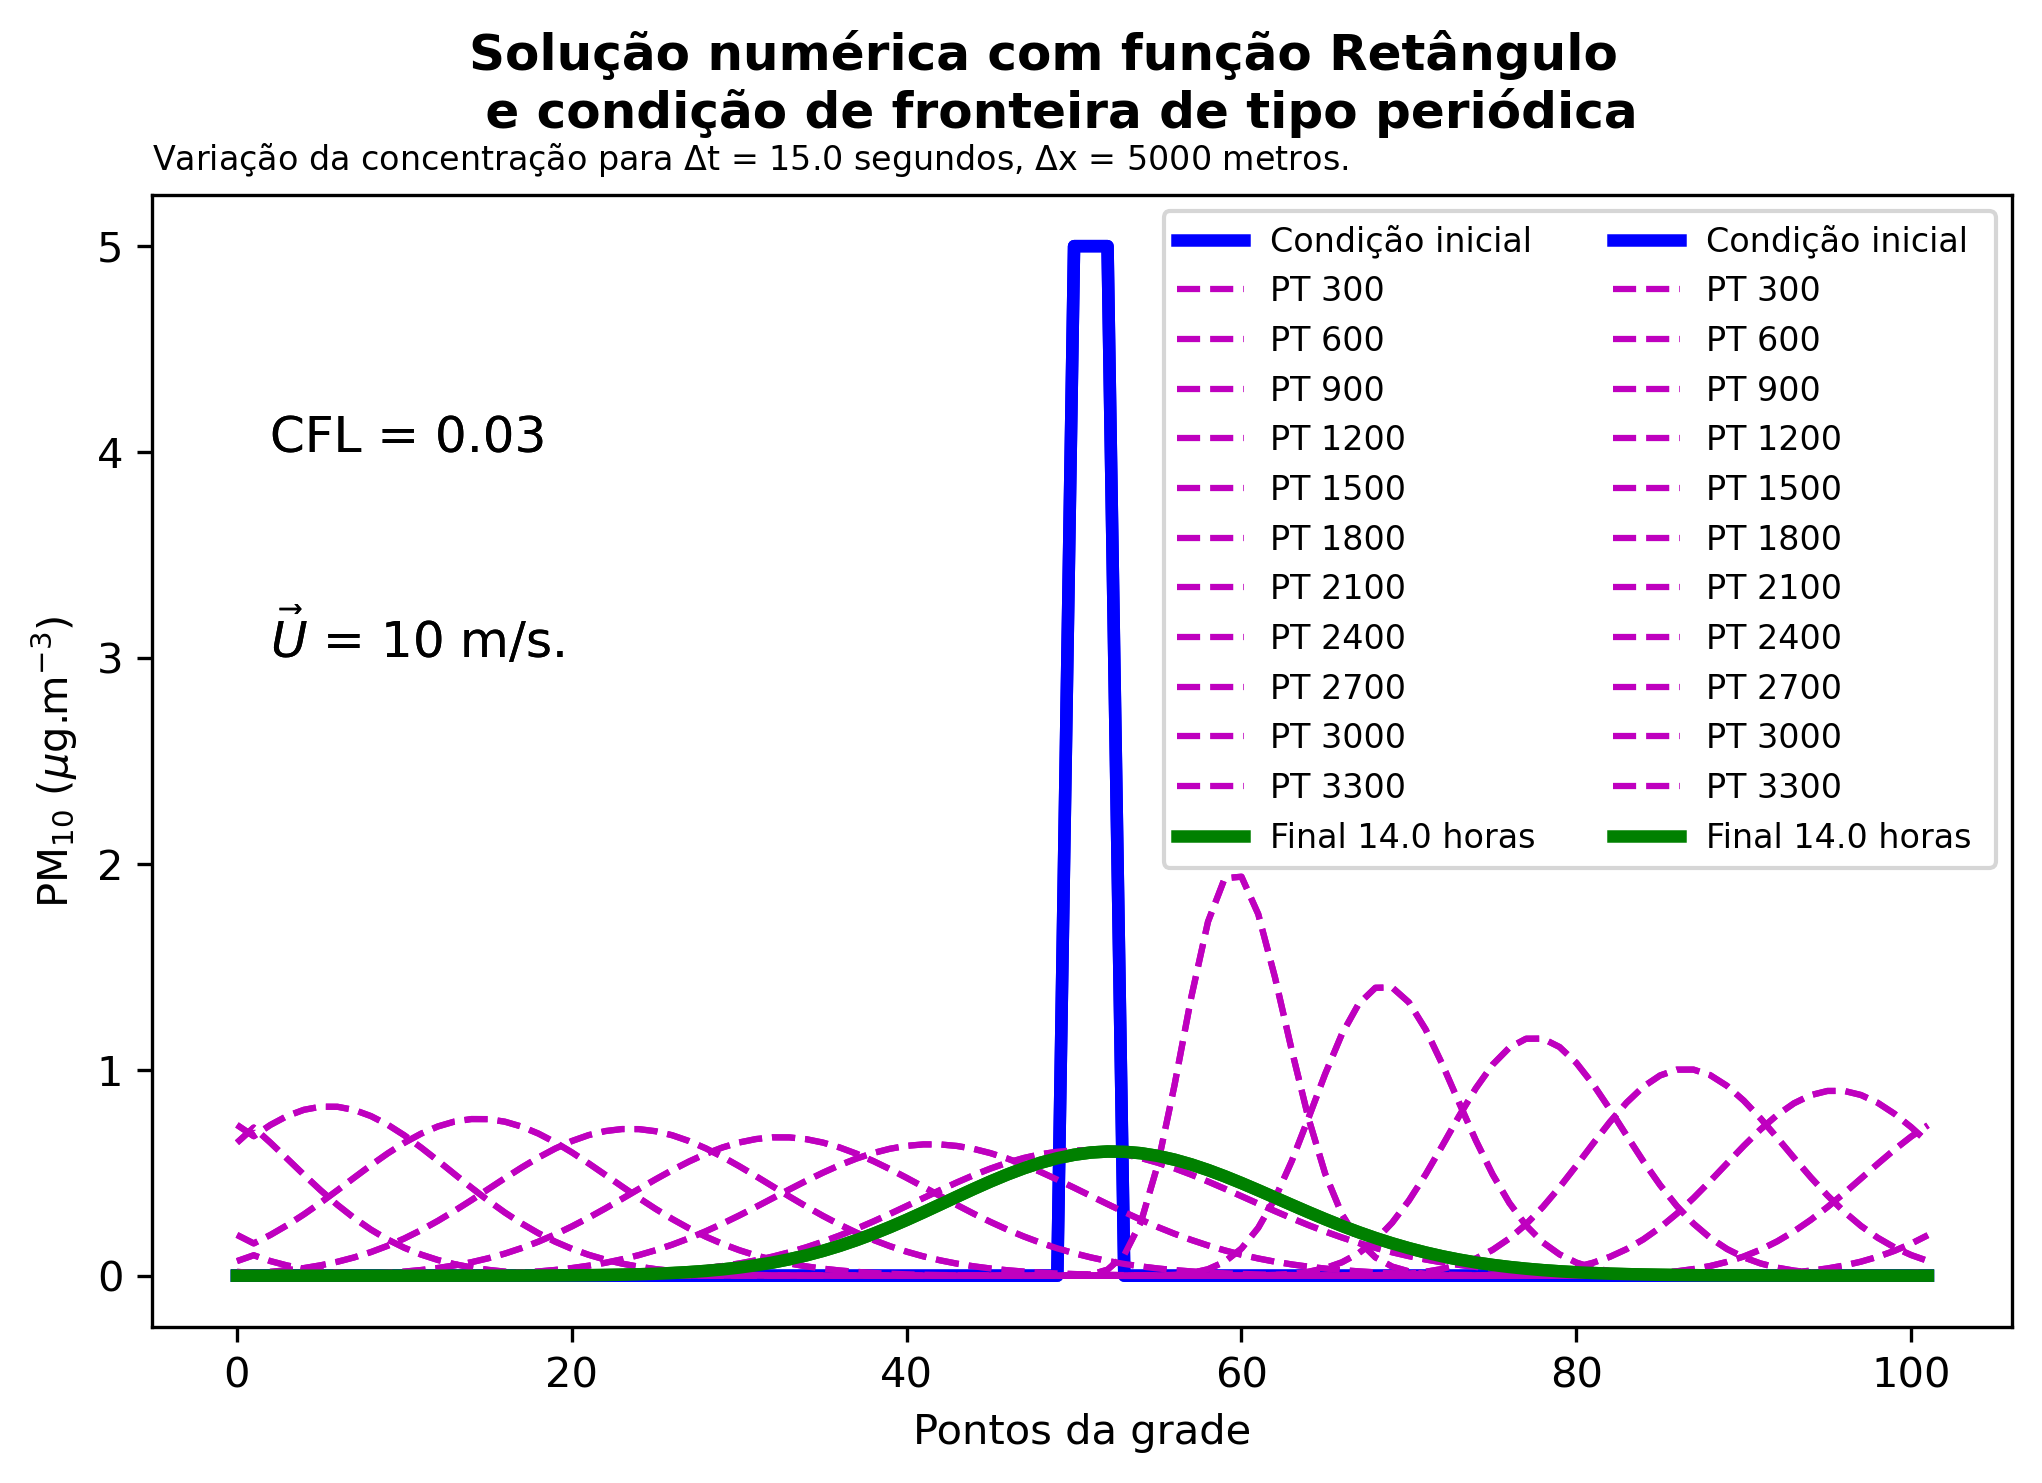 Solução numérica com função Retângulo
e condição de fronteira de tipo periódica
Variação da concentração para Δt = 15.0 segundos, Δx = 5000 metros.
5
4
3
2
1
0
PM₁₀ (μg.m⁻³)
CFL = 0.03
U⃗ = 10 m/s.
Condição inicial
PT 300
PT 600
PT 900
PT 1200
PT 1500
PT 1800
PT 2100
PT 2400
PT 2700
PT 3000
PT 3300
Final 14.0 horas
Condição inicial
PT 300
PT 600
PT 900
PT 1200
PT 1500
PT 1800
PT 2100
PT 2400
PT 2700
PT 3000
PT 3300
Final 14.0 horas
0 20 40 60 80 100
Pontos da grade